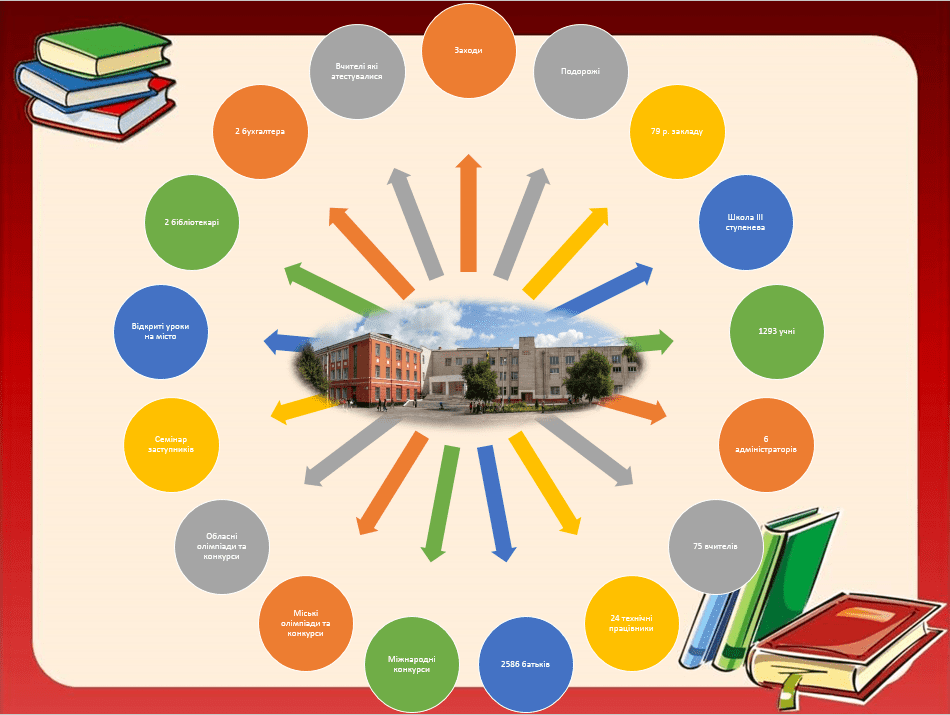 Заходи
Подорожі
79 р. закладу
Школа ІІІ
ступенева
1293 учні
6
адміністраторів
75 вчителів
24 технічні
працівники
2586 батьків
Міжнародні
конкурси
Міські
олімпіади та
конкурси
Обласні
олімпіади та
конкурси
Семінар
заступників
Відкриті уроки
на місто
2 бібліотекарі
2 бухгалтера
Вчителі які
атестувалися